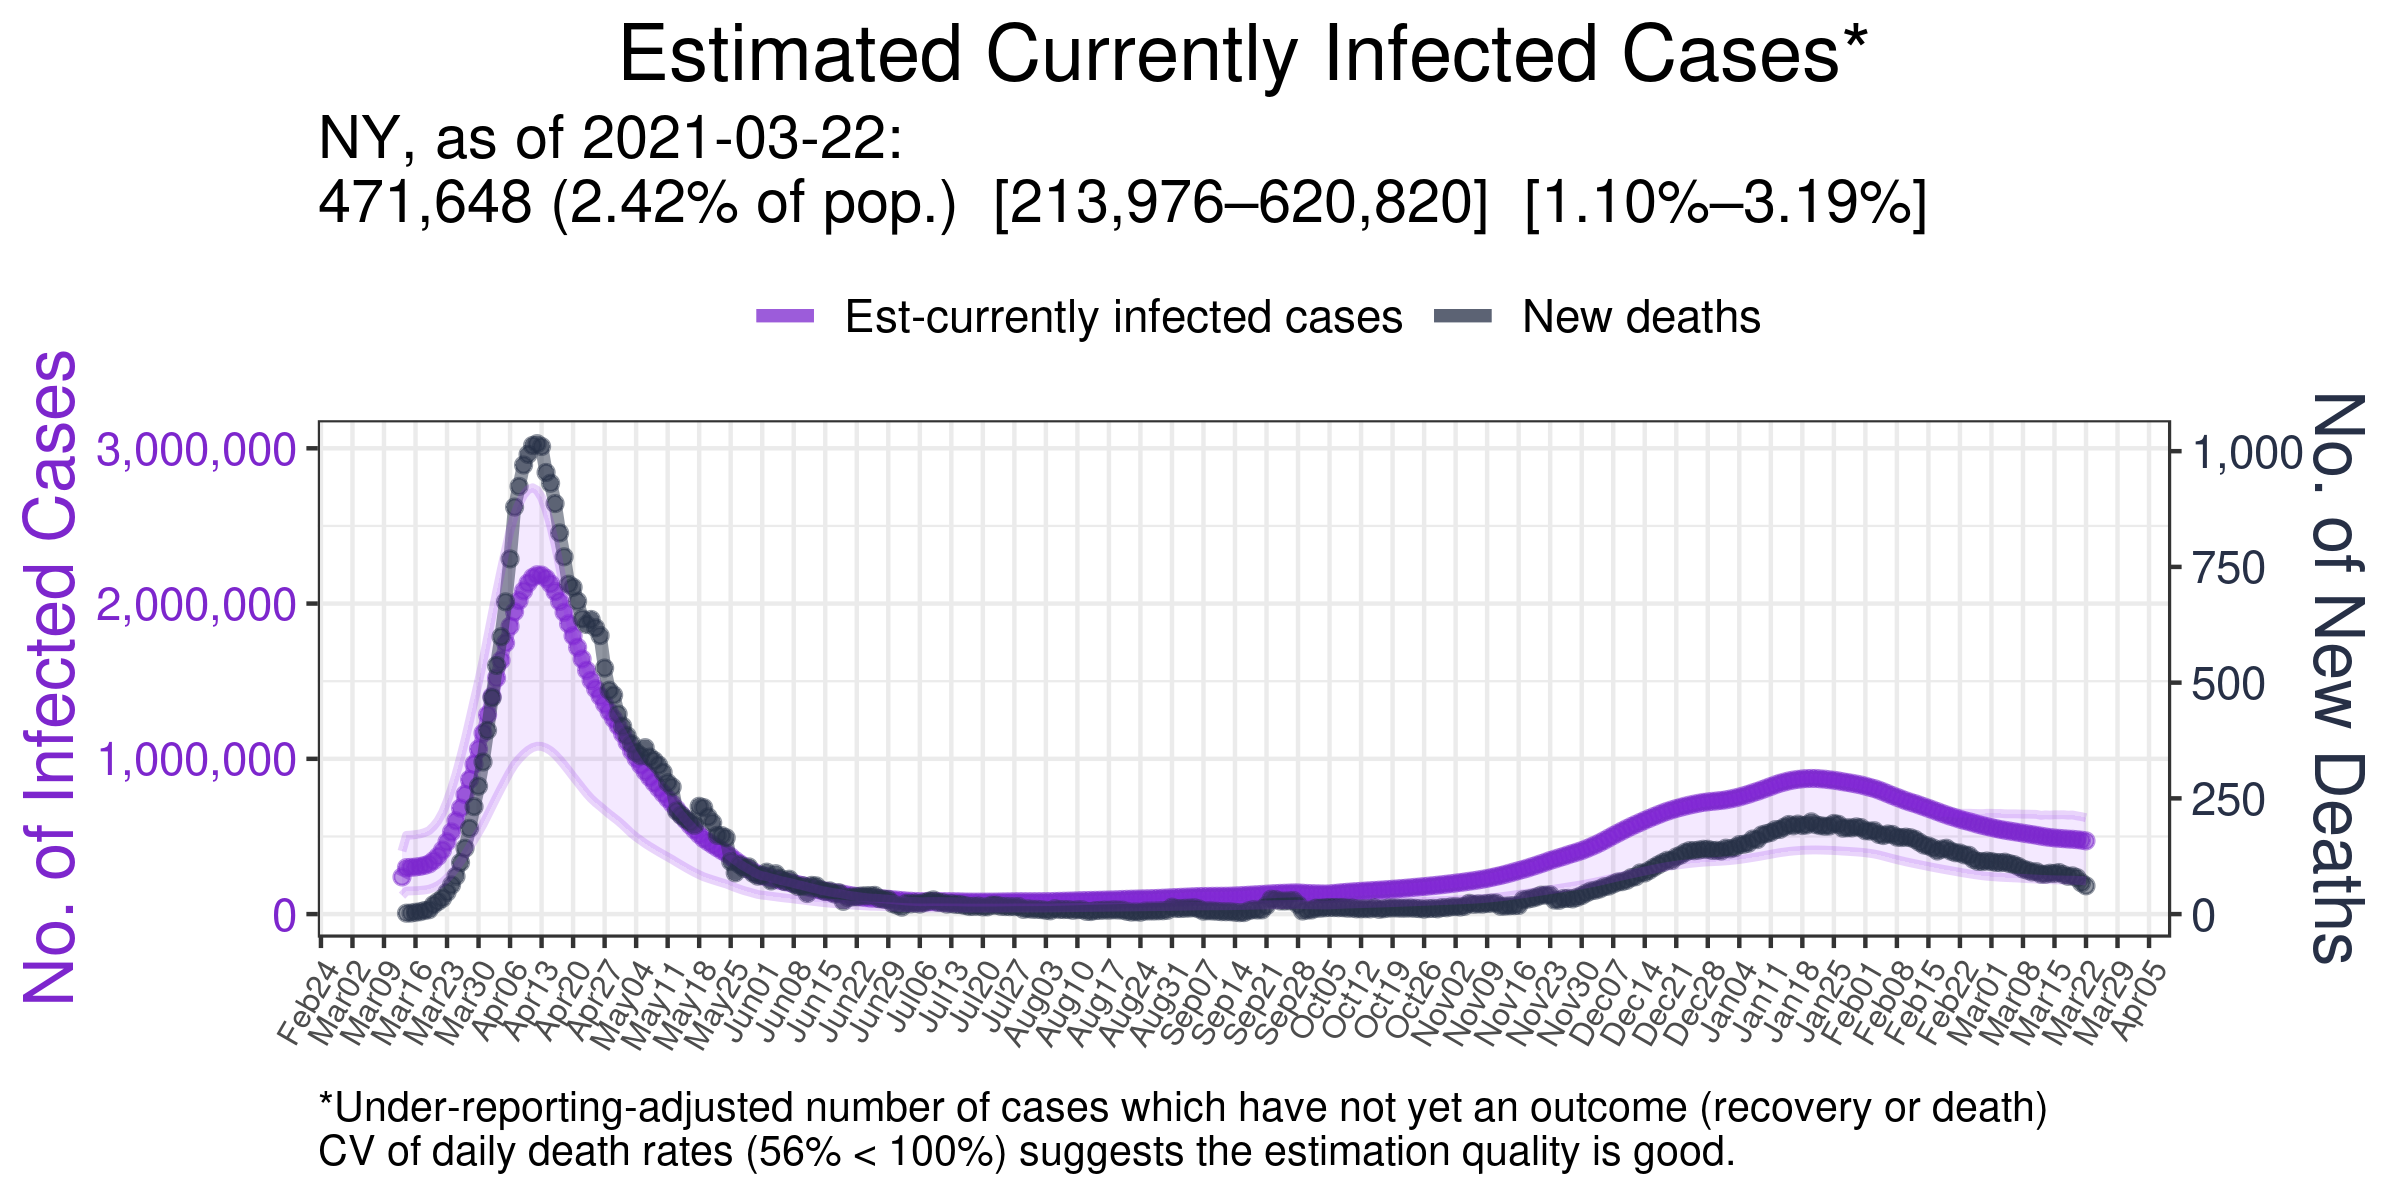 Estimated Currently Infected Cases*
NY, as of 2021-03-22:
471,648 (2.42% of pop.) [213,976–620,820] [1.10%–3.19%]
Est-currently infected cases New deaths
No. of Infected Cases
3,000,000
2,000,000
1,000,000
0
1,000
750
500
250
0
No. of New Deaths
Feb24 Mar02 Mar09 Mar16 Mar23 Mar30 Apr06 Apr13 Apr20 Apr27 May04 May11 May18 May25 Jun01 Jun08 Jun15 Jun22 Jun29 Jul06 Jul13 Jul20 Jul27 Aug03 Aug10 Aug17 Aug24 Aug31 Sep07 Sep14 Sep21 Sep28 Oct05 Oct12 Oct19 Oct26 Nov02 Nov09 Nov16 Nov23 Nov30 Dec07 Dec14 Dec21 Dec28 Jan04 Jan11 Jan18 Jan25 Feb01 Feb08 Feb15 Feb22 Mar01 Mar08 Mar15 Mar22 Mar29 Apr05
*Under-reporting-adjusted number of cases which have not yet an outcome (recovery or death)
CV of daily death rates (56% < 100%) suggests the estimation quality is good.